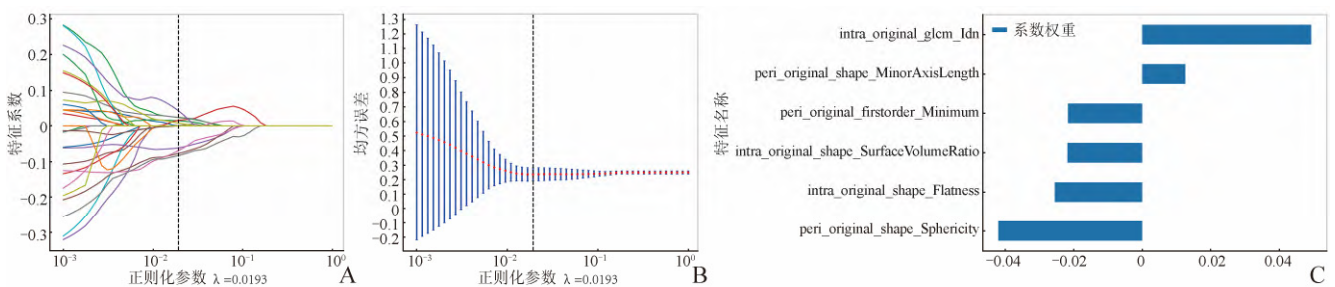 0.3
0.2
0.1
0
−0.1
−0.2
−0.3
特征系数
10⁻³
10⁻²
10⁻¹
10⁰
正则化参数 λ=0.0193
A
1.3
1.2
1.1
1.0
0.9
0.8
0.7
0.6
0.5
0.4
0.3
0.2
0.1
0
−0.1
−0.2
均方误差
10⁻³
10⁻²
10⁻¹
10⁰
正则化参数 λ=0.0193
B
特征名称
系数权重
intra_original_glcm_Idn
peri_original_shape_MinorAxisLength
peri_original_firstorder_Minimum
intra_original_shape_SurfaceVolumeRatio
intra_original_shape_Flatness
peri_original_shape_Sphericity
−0.04
−0.02
0
0.02
0.04
C